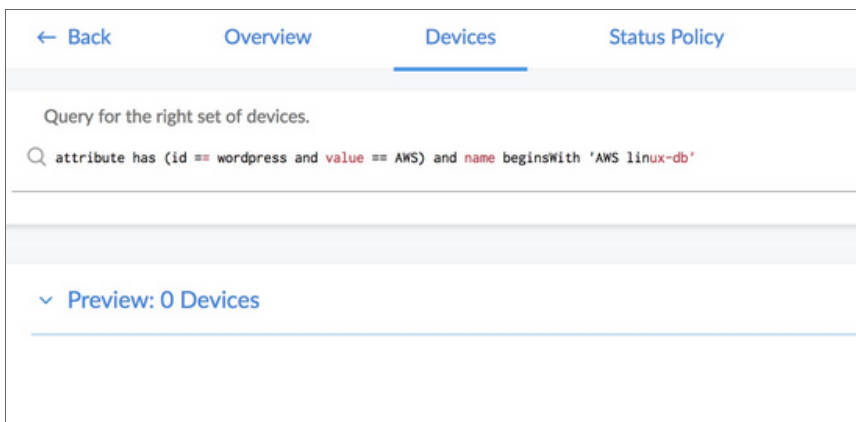 ← Back Overview Devices Status Policy
Query for the right set of devices.
attribute has (id == wordpress and value == AWS) and name beginsWith 'AWS linux-db'
Preview: 0 Devices